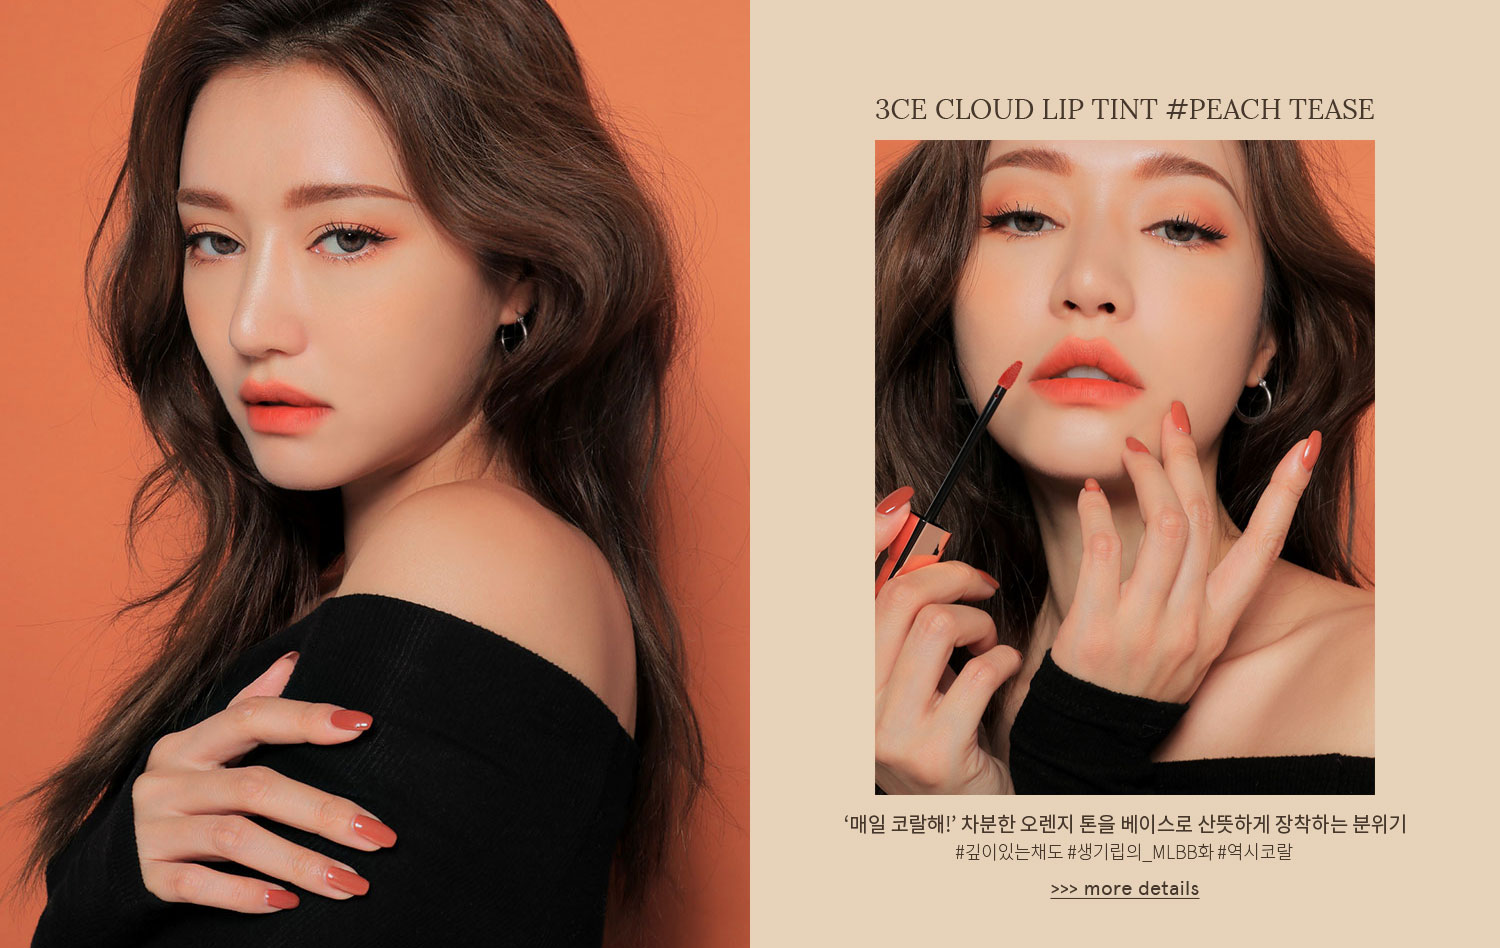 3CE CLOUD LIP TINT #PEACH TEASE
‘매일 코랄해!’ 차분한 오렌지 톤을 베이스로 산뜻하게 장착하는 분위기
#깊이있는채도 #생기립의_MLBB화 #역시코랄
>>> more details